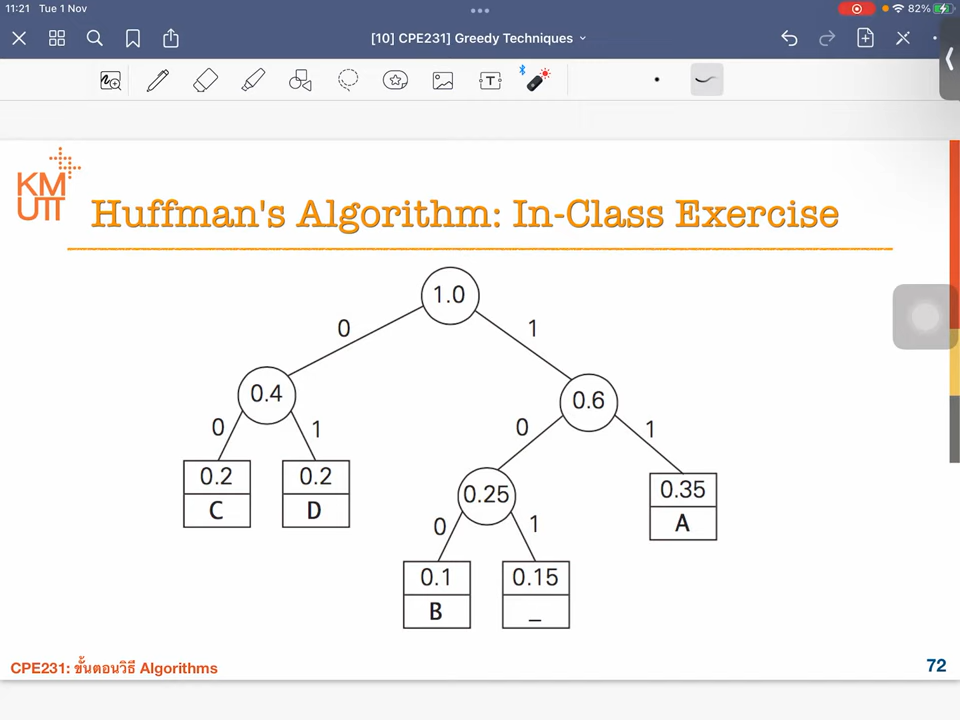 11:21 Tue 1 Nov
82%
[10] CPE231] Greedy Techniques
T
KM
UTT
Huffman's Algorithm: In-Class Exercise
1.0
0 1
0.4 0.6
0 1 0 1
0.2 0.2 0.25 0.35
C D A
0 1
0.1 0.15
B _
CPE231: ขั้นตอนวิธี Algorithms 72